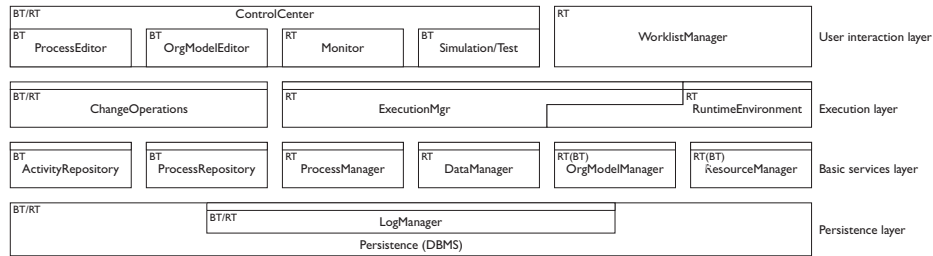 BT/RT ControlCenter RT
BT ProcessEditor BT OrgModelEditor RT Monitor BT Simulation/Test WorklistManager User interaction layer
BT/RT ChangeOperations RT ExecutionMgr RT RuntimeEnvironment Execution layer
BT BT RT RT RT(BT) RT(BT)
ActivityRepository ProcessRepository ProcessManager DataManager OrgModelManager ResourceManager Basic services layer
BT/RT
BT/RT LogManager
Persistence (DBMS) Persistence layer